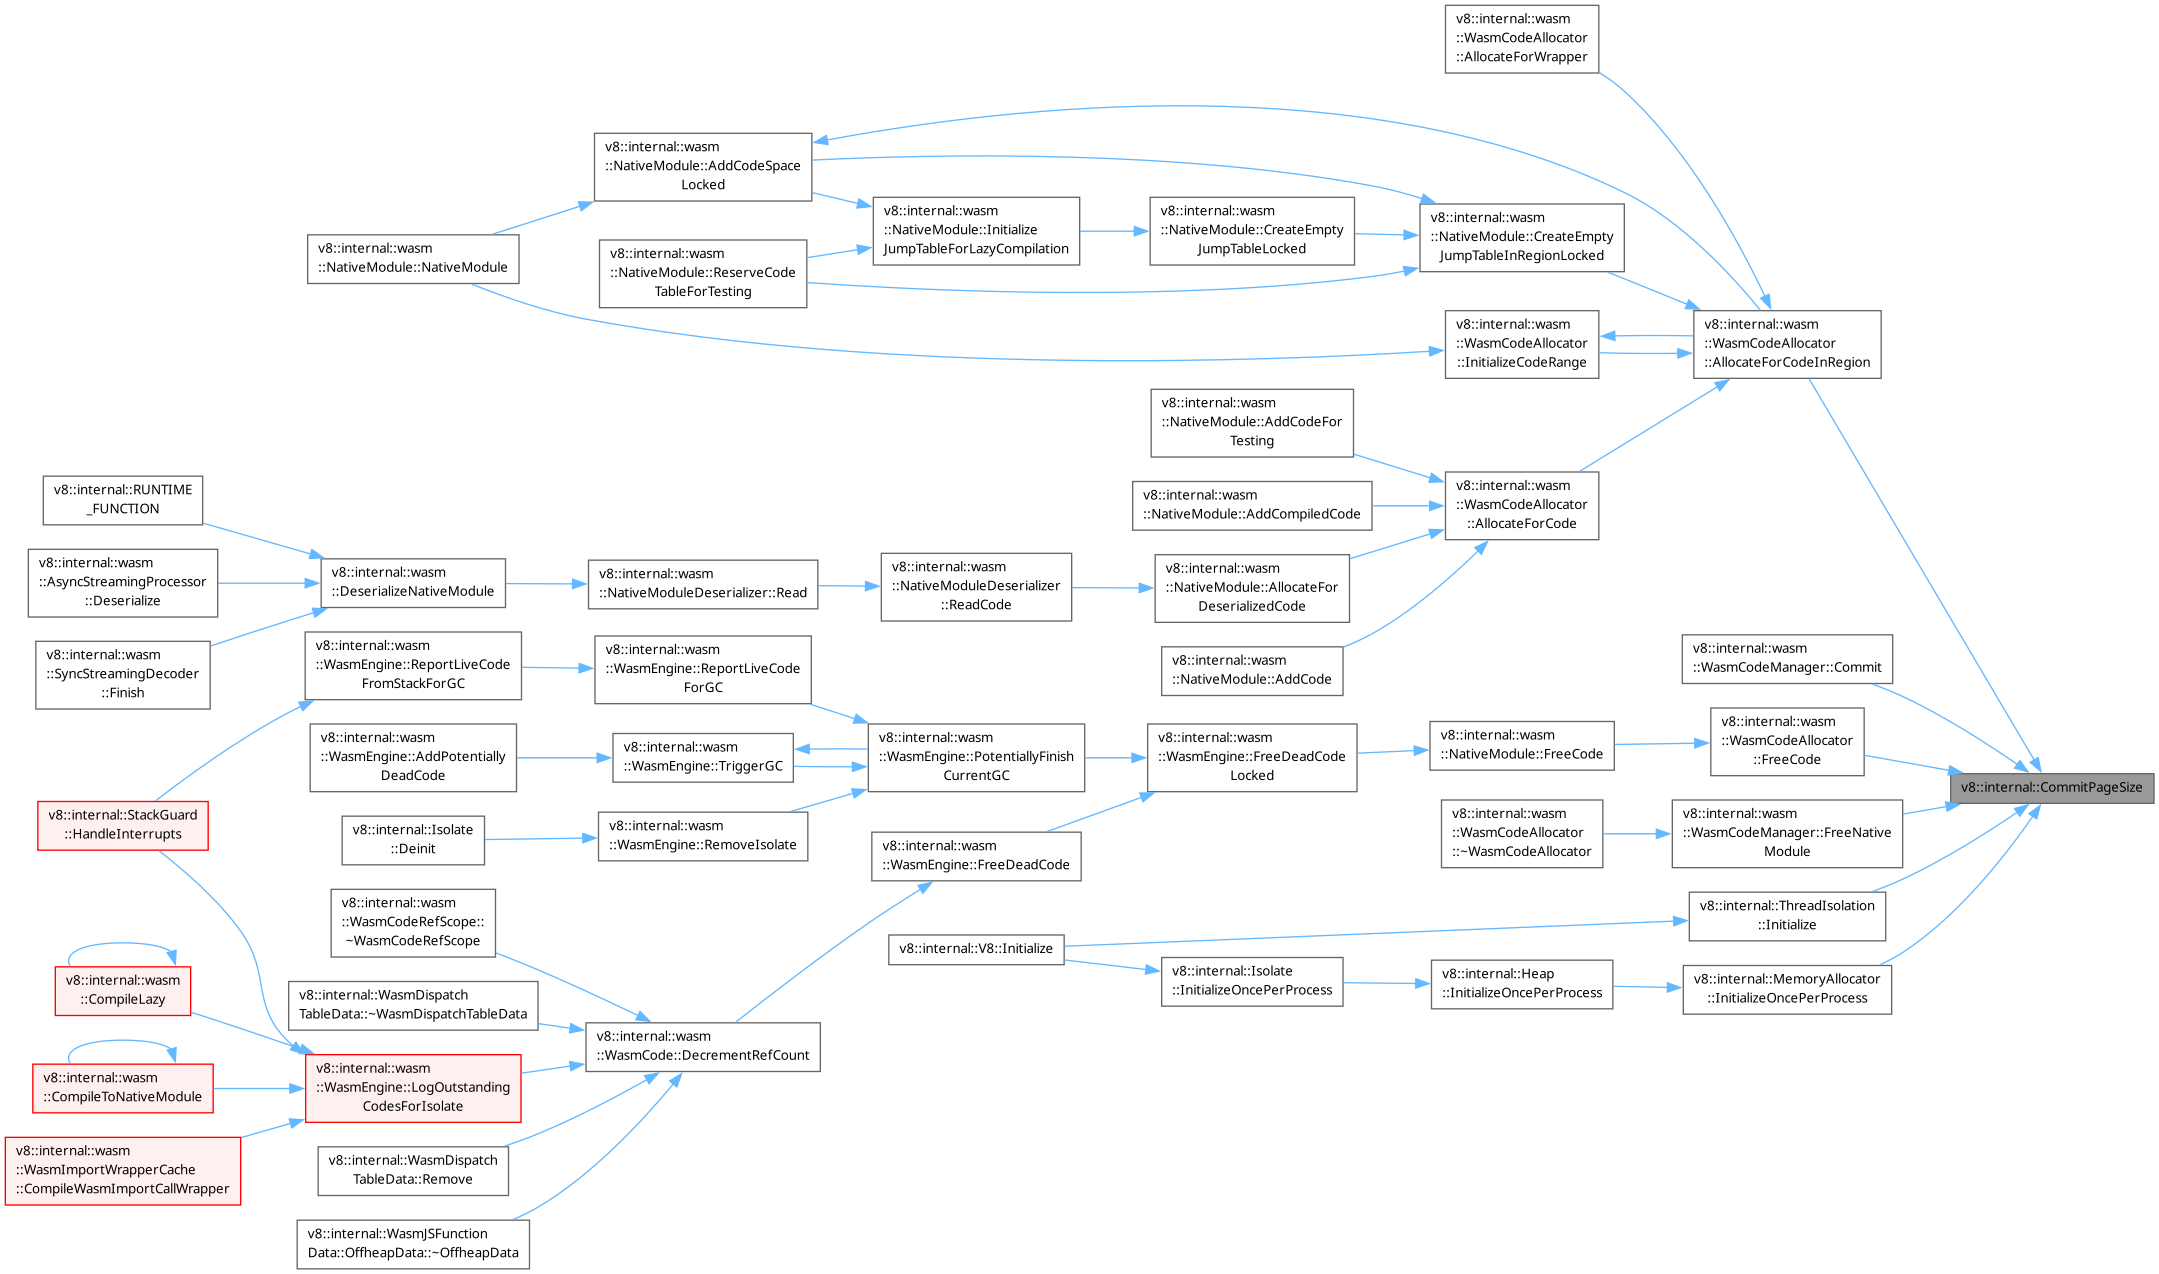 v8::internal::wasm
::WasmCodeAllocator
::AllocateForWrapper
v8::internal::wasm
::NativeModule::AddCodeSpace
Locked
v8::internal::wasm
::NativeModule::Initialize
JumpTableForLazyCompilation
v8::internal::wasm
::NativeModule::CreateEmpty
JumpTableLocked
v8::internal::wasm
::NativeModule::CreateEmpty
JumpTableInRegionLocked
v8::internal::wasm
::NativeModule::NativeModule
v8::internal::wasm
::NativeModule::ReserveCode
TableForTesting
v8::internal::wasm
::WasmCodeAllocator
::InitializeCodeRange
v8::internal::wasm
::WasmCodeAllocator
::AllocateForCodeInRegion
v8::internal::wasm
::NativeModule::AddCodeFor
Testing
v8::internal::RUNTIME
_FUNCTION
v8::internal::wasm
::NativeModule::AddCompiledCode
v8::internal::wasm
::WasmCodeAllocator
::AllocateForCode
v8::internal::wasm
::AsyncStreamingProcessor
::Deserialize
v8::internal::wasm
::DeserializeNativeModule
v8::internal::wasm
::NativeModuleDeserializer::Read
v8::internal::wasm
::NativeModuleDeserializer
::ReadCode
v8::internal::wasm
::NativeModule::AllocateFor
DeserializedCode
v8::internal::wasm
::SyncStreamingDecoder
::Finish
v8::internal::wasm
::WasmEngine::ReportLiveCode
FromStackForGC
v8::internal::wasm
::WasmEngine::ReportLiveCode
ForGC
v8::internal::wasm
::NativeModule::AddCode
v8::internal::wasm
::WasmCodeManager::Commit
v8::internal::wasm
::WasmEngine::AddPotentially
DeadCode
v8::internal::wasm
::WasmEngine::TriggerGC
v8::internal::wasm
::WasmEngine::PotentiallyFinish
CurrentGC
v8::internal::wasm
::WasmEngine::FreeDeadCode
Locked
v8::internal::wasm
::NativeModule::FreeCode
v8::internal::wasm
::WasmCodeAllocator
::FreeCode
v8::internal::CommitPageSize
v8::internal::StackGuard
::HandleInterrupts
v8::internal::Isolate
::Deinit
v8::internal::wasm
::WasmEngine::RemoveIsolate
v8::internal::wasm
::WasmEngine::FreeDeadCode
v8::internal::wasm
::WasmCodeAllocator
::~WasmCodeAllocator
v8::internal::wasm
::WasmCodeManager::FreeNative
Module
v8::internal::wasm
::WasmCodeRefScope::
~WasmCodeRefScope
v8::internal::V8::Initialize
v8::internal::ThreadIsolation
::Initialize
v8::internal::Isolate
::InitializeOncePerProcess
v8::internal::Heap
::InitializeOncePerProcess
v8::internal::MemoryAllocator
::InitializeOncePerProcess
v8::internal::wasm
::CompileLazy
v8::internal::WasmDispatch
TableData::~WasmDispatchTableData
v8::internal::wasm
::WasmCode::DecrementRefCount
v8::internal::wasm
::CompileToNativeModule
v8::internal::wasm
::WasmEngine::LogOutstanding
CodesForIsolate
v8::internal::wasm
::WasmImportWrapperCache
::CompileWasmImportCallWrapper
v8::internal::WasmDispatch
TableData::Remove
v8::internal::WasmJSFunction
Data::OffheapData::~OffheapData